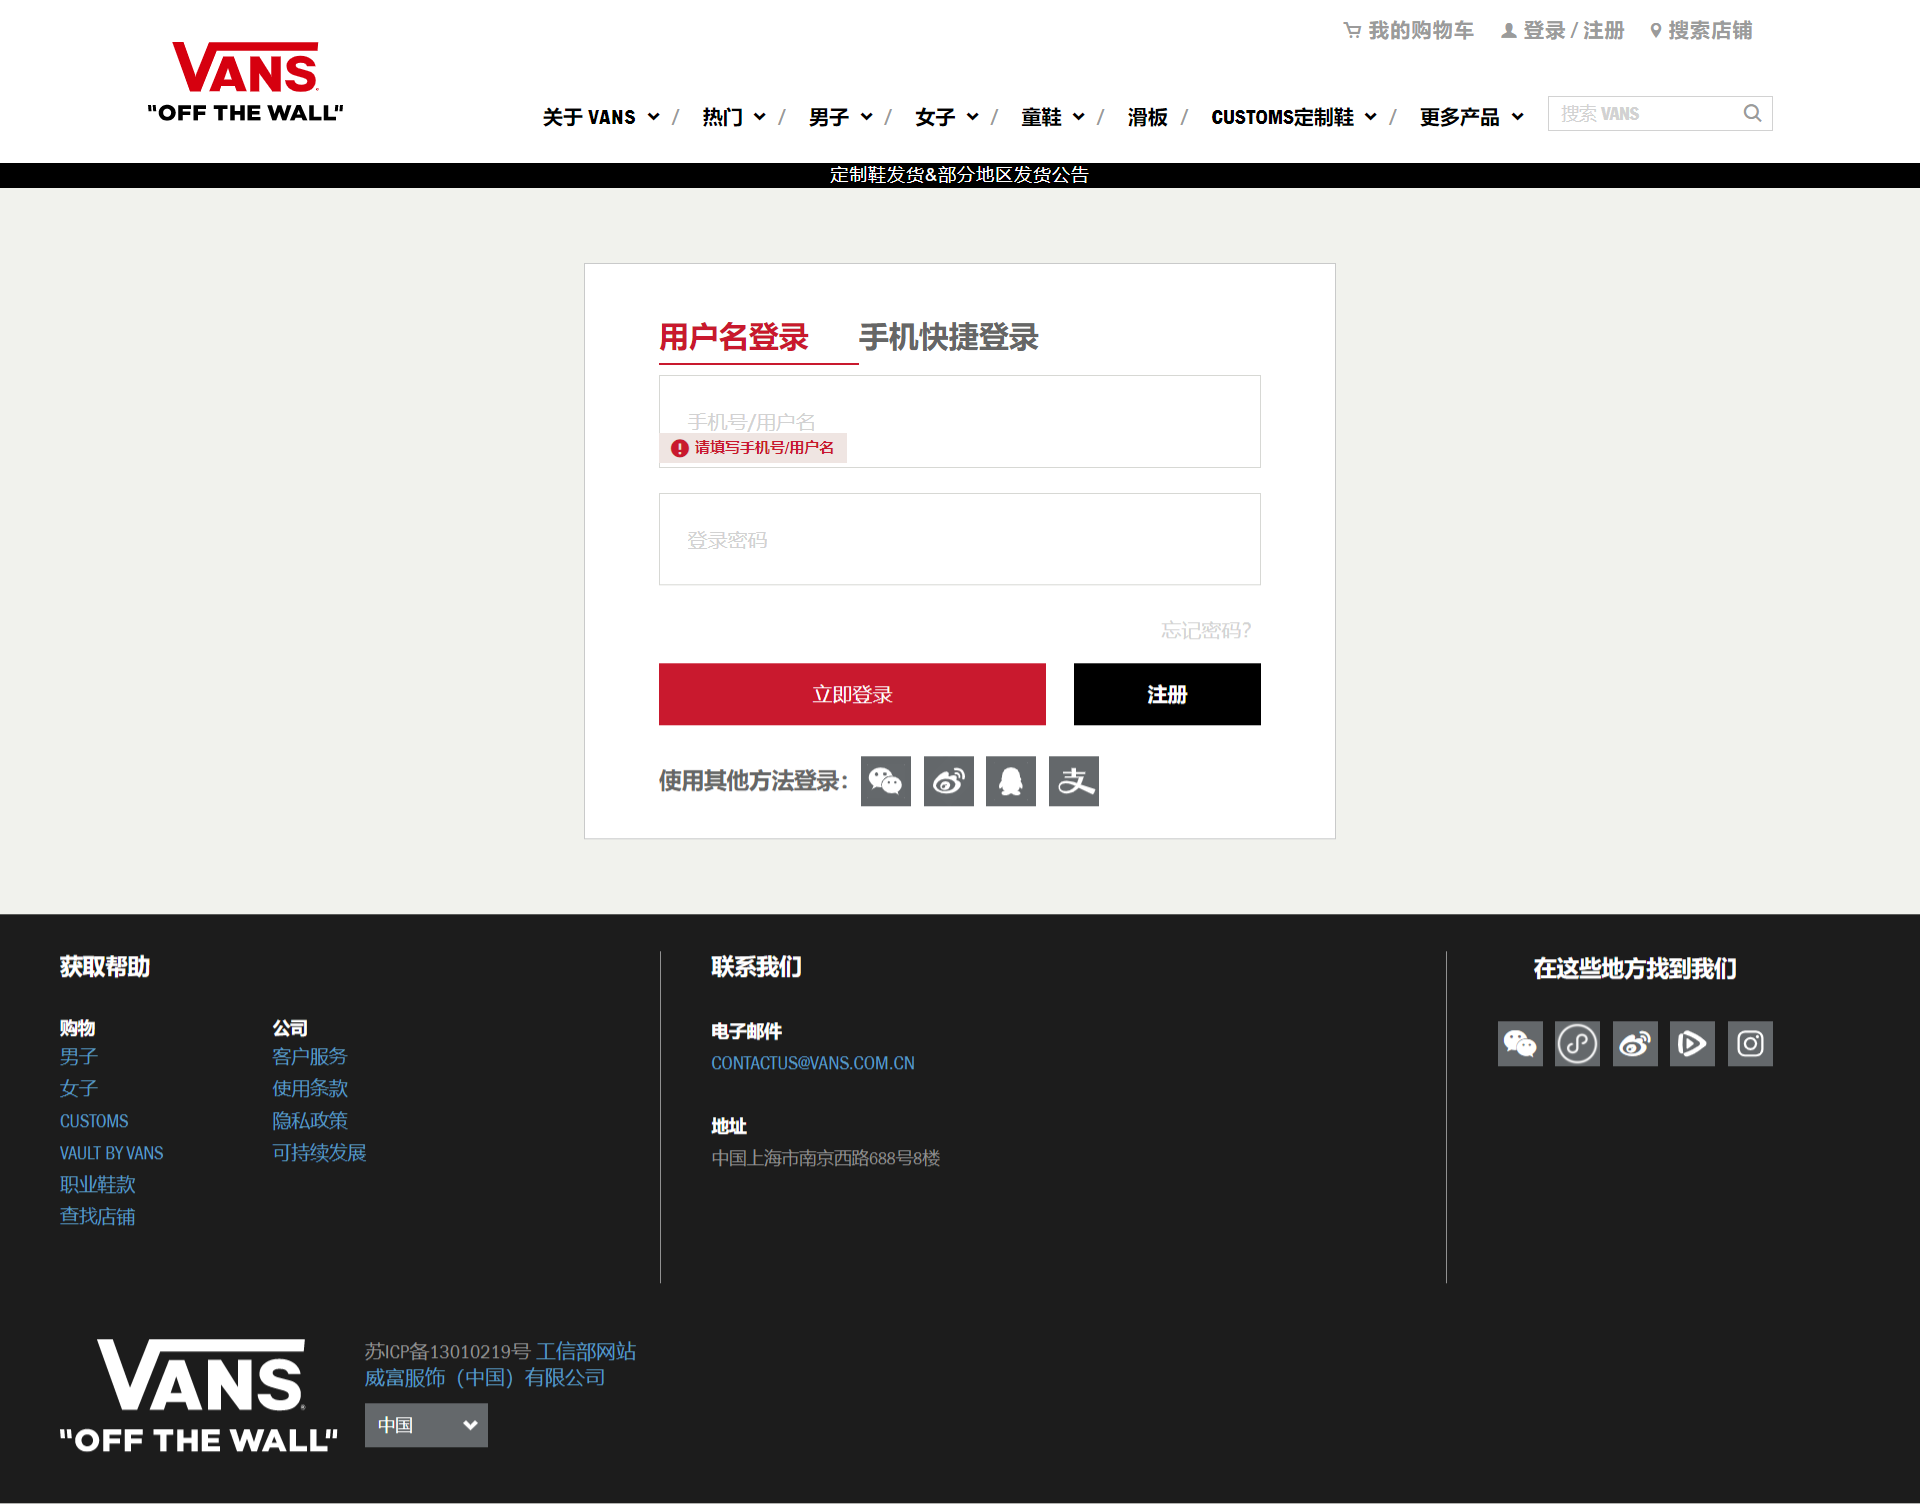 我的购物车 登录 / 注册 搜索店铺
VANS
"OFF THE WALL"
关于 VANS / 热门 / 男子 / 女子 / 童鞋 / 滑板 / CUSTOMS定制鞋 / 更多产品
搜索 VANS
定制鞋发货&部分地区发货公告
用户名登录 手机快捷登录
手机号/用户名
请填写手机号/用户名
登录密码
忘记密码?
立即登录 注册
使用其他方法登录：
支
获取帮助
购物
男子
女子
CUSTOMS
VAULT BY VANS
职业鞋款
查找店铺
公司
客户服务
使用条款
隐私政策
可持续发展
联系我们
电子邮件
CONTACTUS@VANS.COM.CN
地址
中国上海市南京西路688号8楼
在这些地方找到我们
VANS
"OFF THE WALL"
苏ICP备13010219号 工信部网站
威富服饰（中国）有限公司
中国